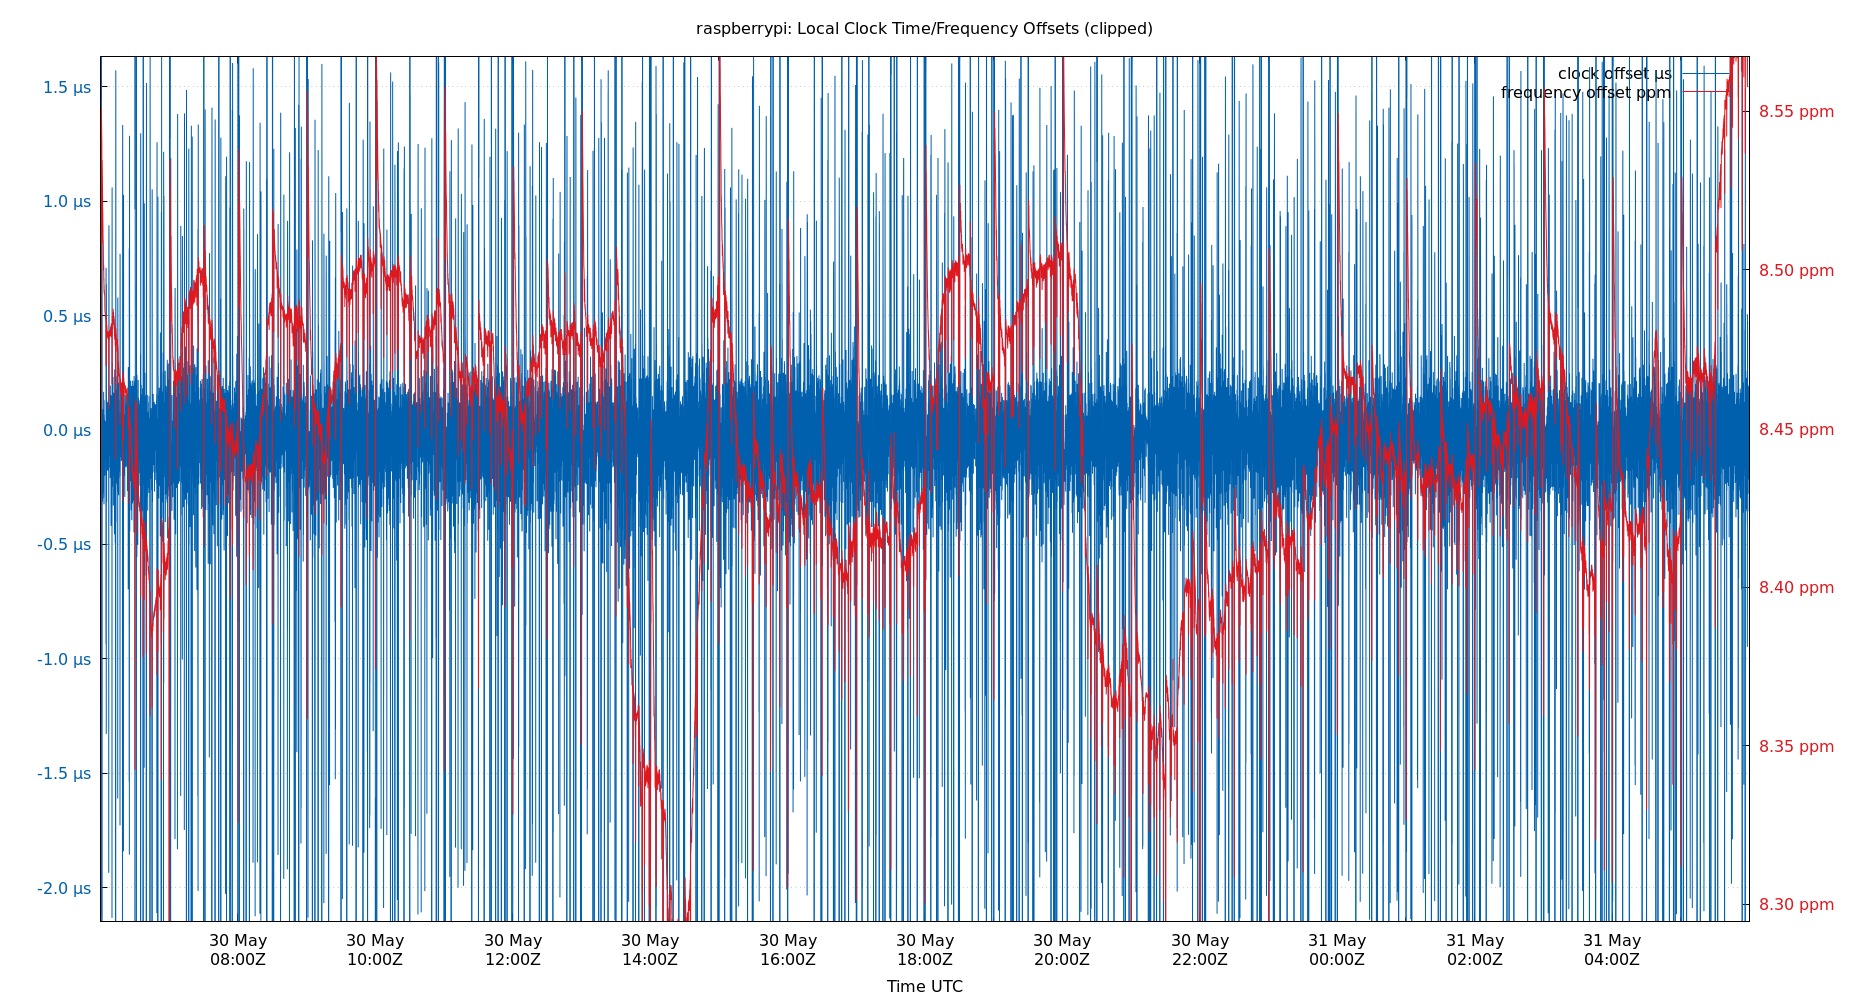 raspberrypi: Local Clock Time/Frequency Offsets (clipped)
clock offset µs
frequency offset ppm
1.5 µs
1.0 µs
0.5 µs
0.0 µs
-0.5 µs
-1.0 µs
-1.5 µs
-2.0 µs
8.55 ppm
8.50 ppm
8.45 ppm
8.40 ppm
8.35 ppm
8.30 ppm
30 May 30 May 30 May 30 May 30 May 30 May 30 May 30 May 31 May 31 May 31 May
08:00Z 10:00Z 12:00Z 14:00Z 16:00Z 18:00Z 20:00Z 22:00Z 00:00Z 02:00Z 04:00Z
Time UTC